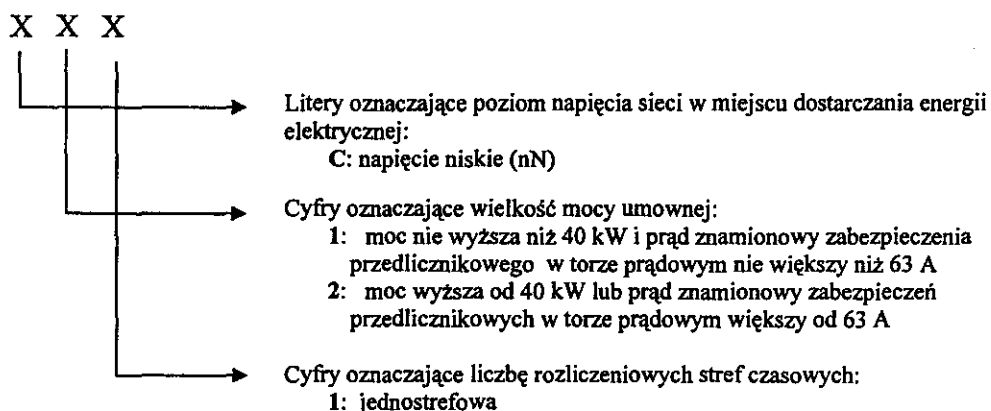 X X X
Litery oznaczające poziom napięcia sieci w miejscu dostarczania energii
elektrycznej:
C: napięcie niskie (nN)
Cyfry oznaczające wielkość mocy umownej:
1: moc nie wyższa niż 40 kW i prąd znamionowy zabezpieczenia
przedlicznikowego w torze prądowym nie większy niż 63 A
2: moc wyższa od 40 kW lub prąd znamionowy zabezpieczeń
przedlicznikowych w torze prądowym większy od 63 A
Cyfry oznaczające liczbę rozliczeniowych stref czasowych:
1: jednostrefowa